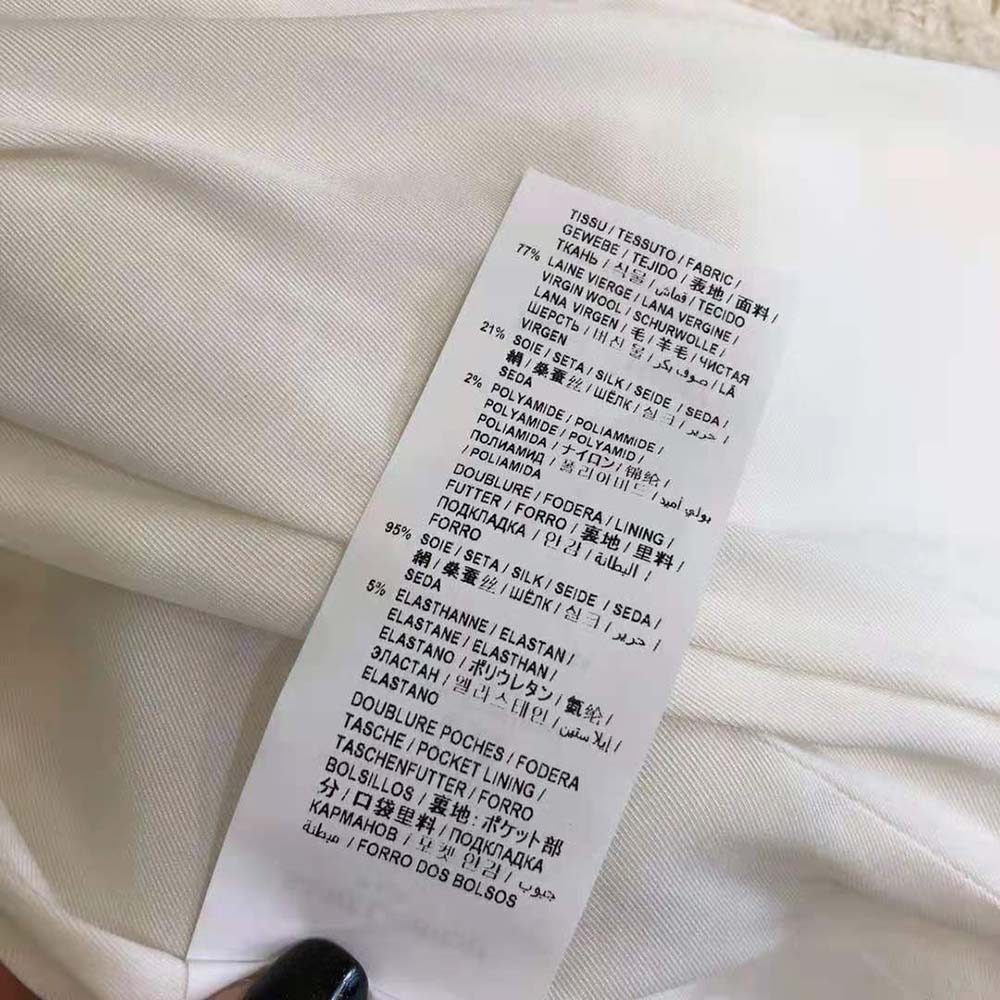 TISSU / TESSUTO / FABRIC /
GEWEBE / TEJIDO / 表地 / 面料 /
ТКАНЬ / 식물 / قماش / TECIDO
77% LAINE VIERGE / LANA VERGINE /
VIRGIN WOOL / SCHURWOLLE /
LANA VIRGEN / 毛 / 羊毛 / ЧИСТАЯ
ШЕРСТЬ / 버진 울 / صوف بكر / LÃ
VIRGEN
21% SOIE / SETA / SILK / SEIDE / SEDA /
絹 / 桑蚕丝 / ШЁЛК / 실크 / حرير /
SEDA
2% POLYAMIDE / POLIAMMIDE /
POLYAMIDE / POLYAMID /
POLIAMIDA / ナイロン / 锦纶 /
ПОЛИАМИД / 폴리아미드 / بولي أميد
/ POLIAMIDA
DOUBLURE / FODERA / LINING /
FUTTER / FORRO / 裏地 / 里料 /
ПОДКЛАДКА / 안감 / البطانة /
FORRO
95% SOIE / SETA / SILK / SEIDE / SEDA /
絹 / 桑蚕丝 / ШЁЛК / 실크 / حرير /
SEDA
5% ELASTHANNE / ELASTAN /
ELASTANE / ELASTHAN /
ELASTANO / ポリウレタン / 氨纶 /
ЭЛАСТАН / 엘라스테인 / إيلاستين /
ELASTANO
DOUBLURE POCHES / FODERA
TASCHE / POCKET LINING /
TASCHENFUTTER / FORRO
BOLSILLOS / 裏地:ポケット部
分 / 口袋里料 / ПОДКЛАДКА
КАРМАНОВ / 포켓 안감 / جيوب
مبطنة / FORRO DOS BOLSOS